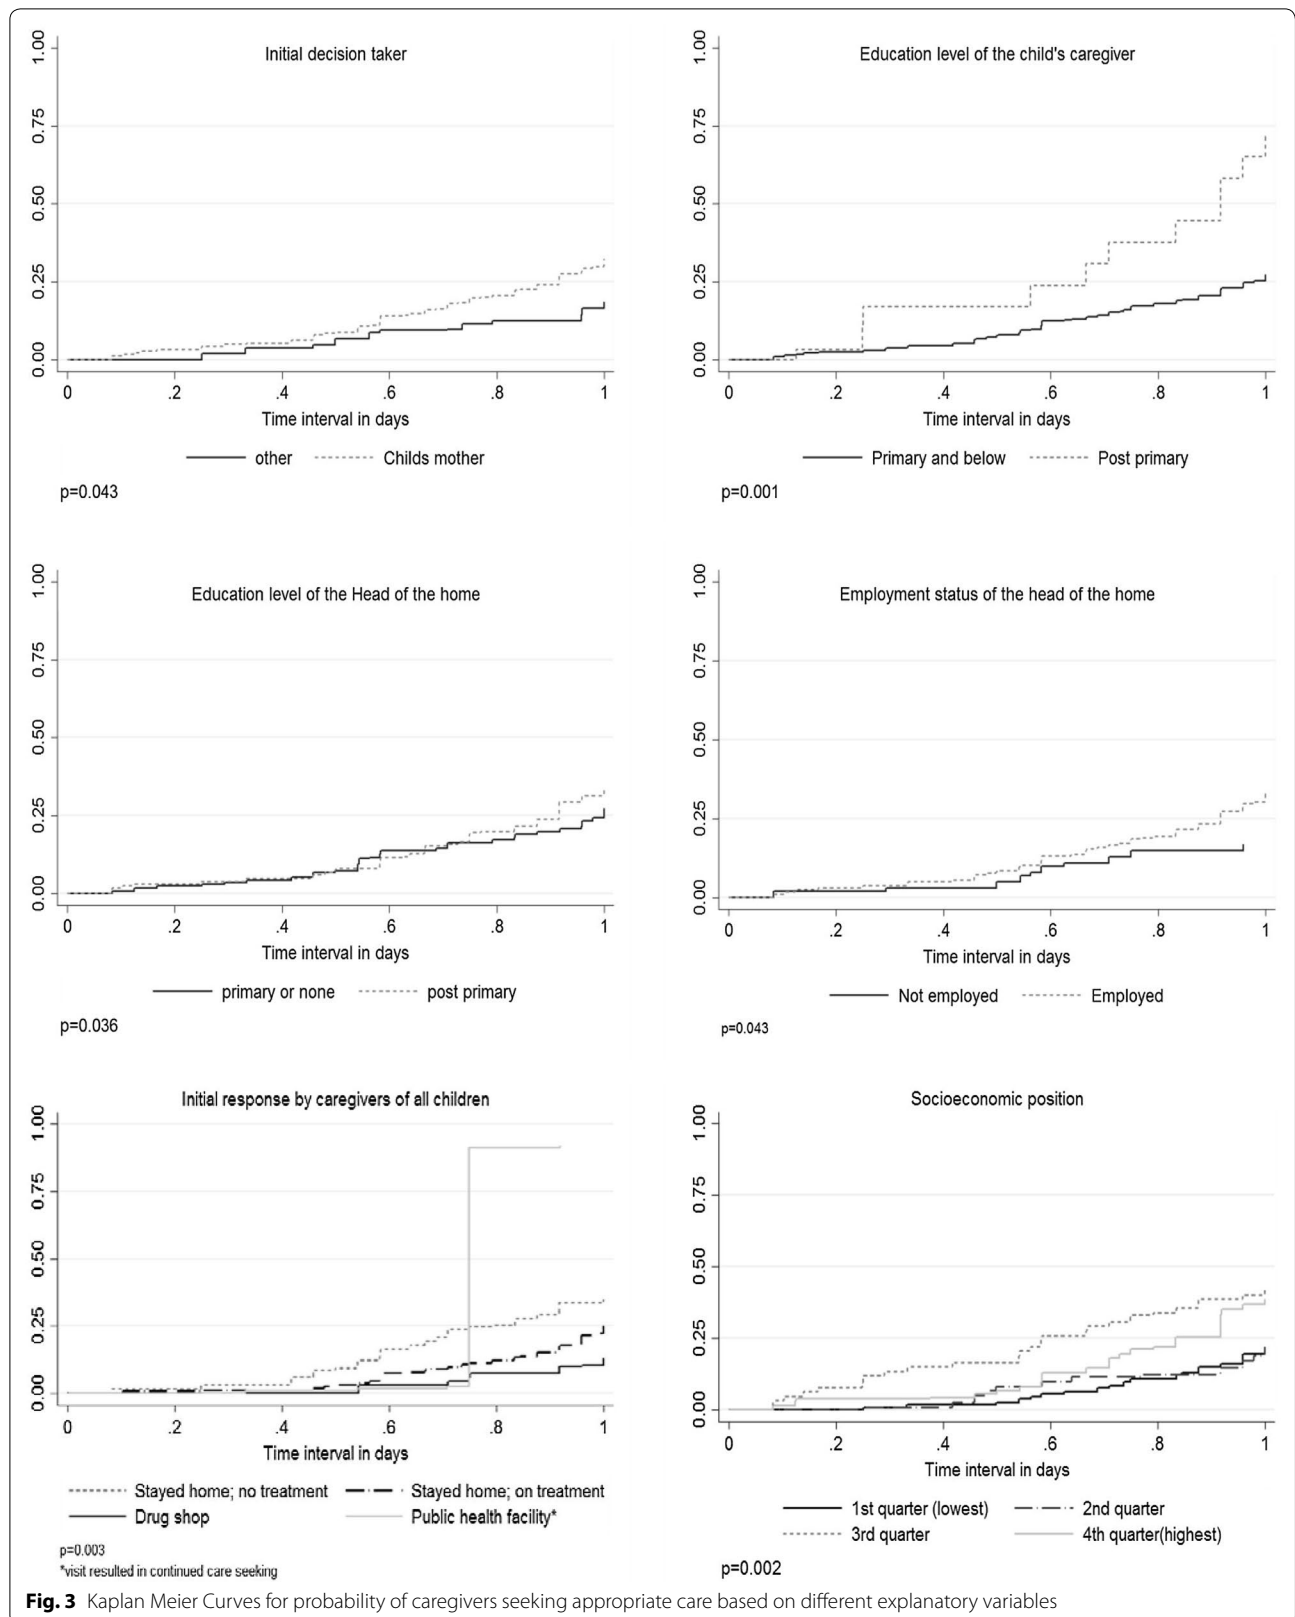 Initial decision taker
1.00
0.75
0.50
0.25
0.00
0 .2 .4 .6 .8 1
Time interval in days
other Childs mother
p=0.043
Education level of the child's caregiver
1.00
0.75
0.50
0.25
0.00
0 .2 .4 .6 .8 1
Time interval in days
Primary and below Post primary
p=0.001
Education level of the Head of the home
1.00
0.75
0.50
0.25
0.00
0 .2 .4 .6 .8 1
Time interval in days
primary or none post primary
p=0.036
Employment status of the head of the home
1.00
0.75
0.50
0.25
0.00
0 .2 .4 .6 .8 1
Time interval in days
Not employed Employed
p=0.043
Initial response by caregivers of all children
1.00
0.75
0.50
0.25
0.00
0 .2 .4 .6 .8 1
Time interval in days
Stayed home; no treatment Stayed home; on treatment
Drug shop Public health facility*
p=0.003
*visit resulted in continued care seeking
Socioeconomic position
1.00
0.75
0.50
0.25
0.00
0 .2 .4 .6 .8 1
Time interval in days
1st quarter (lowest) 2nd quarter
3rd quarter 4th quarter(highest)
p=0.002
Fig. 3 Kaplan Meier Curves for probability of caregivers seeking appropriate care based on different explanatory variables